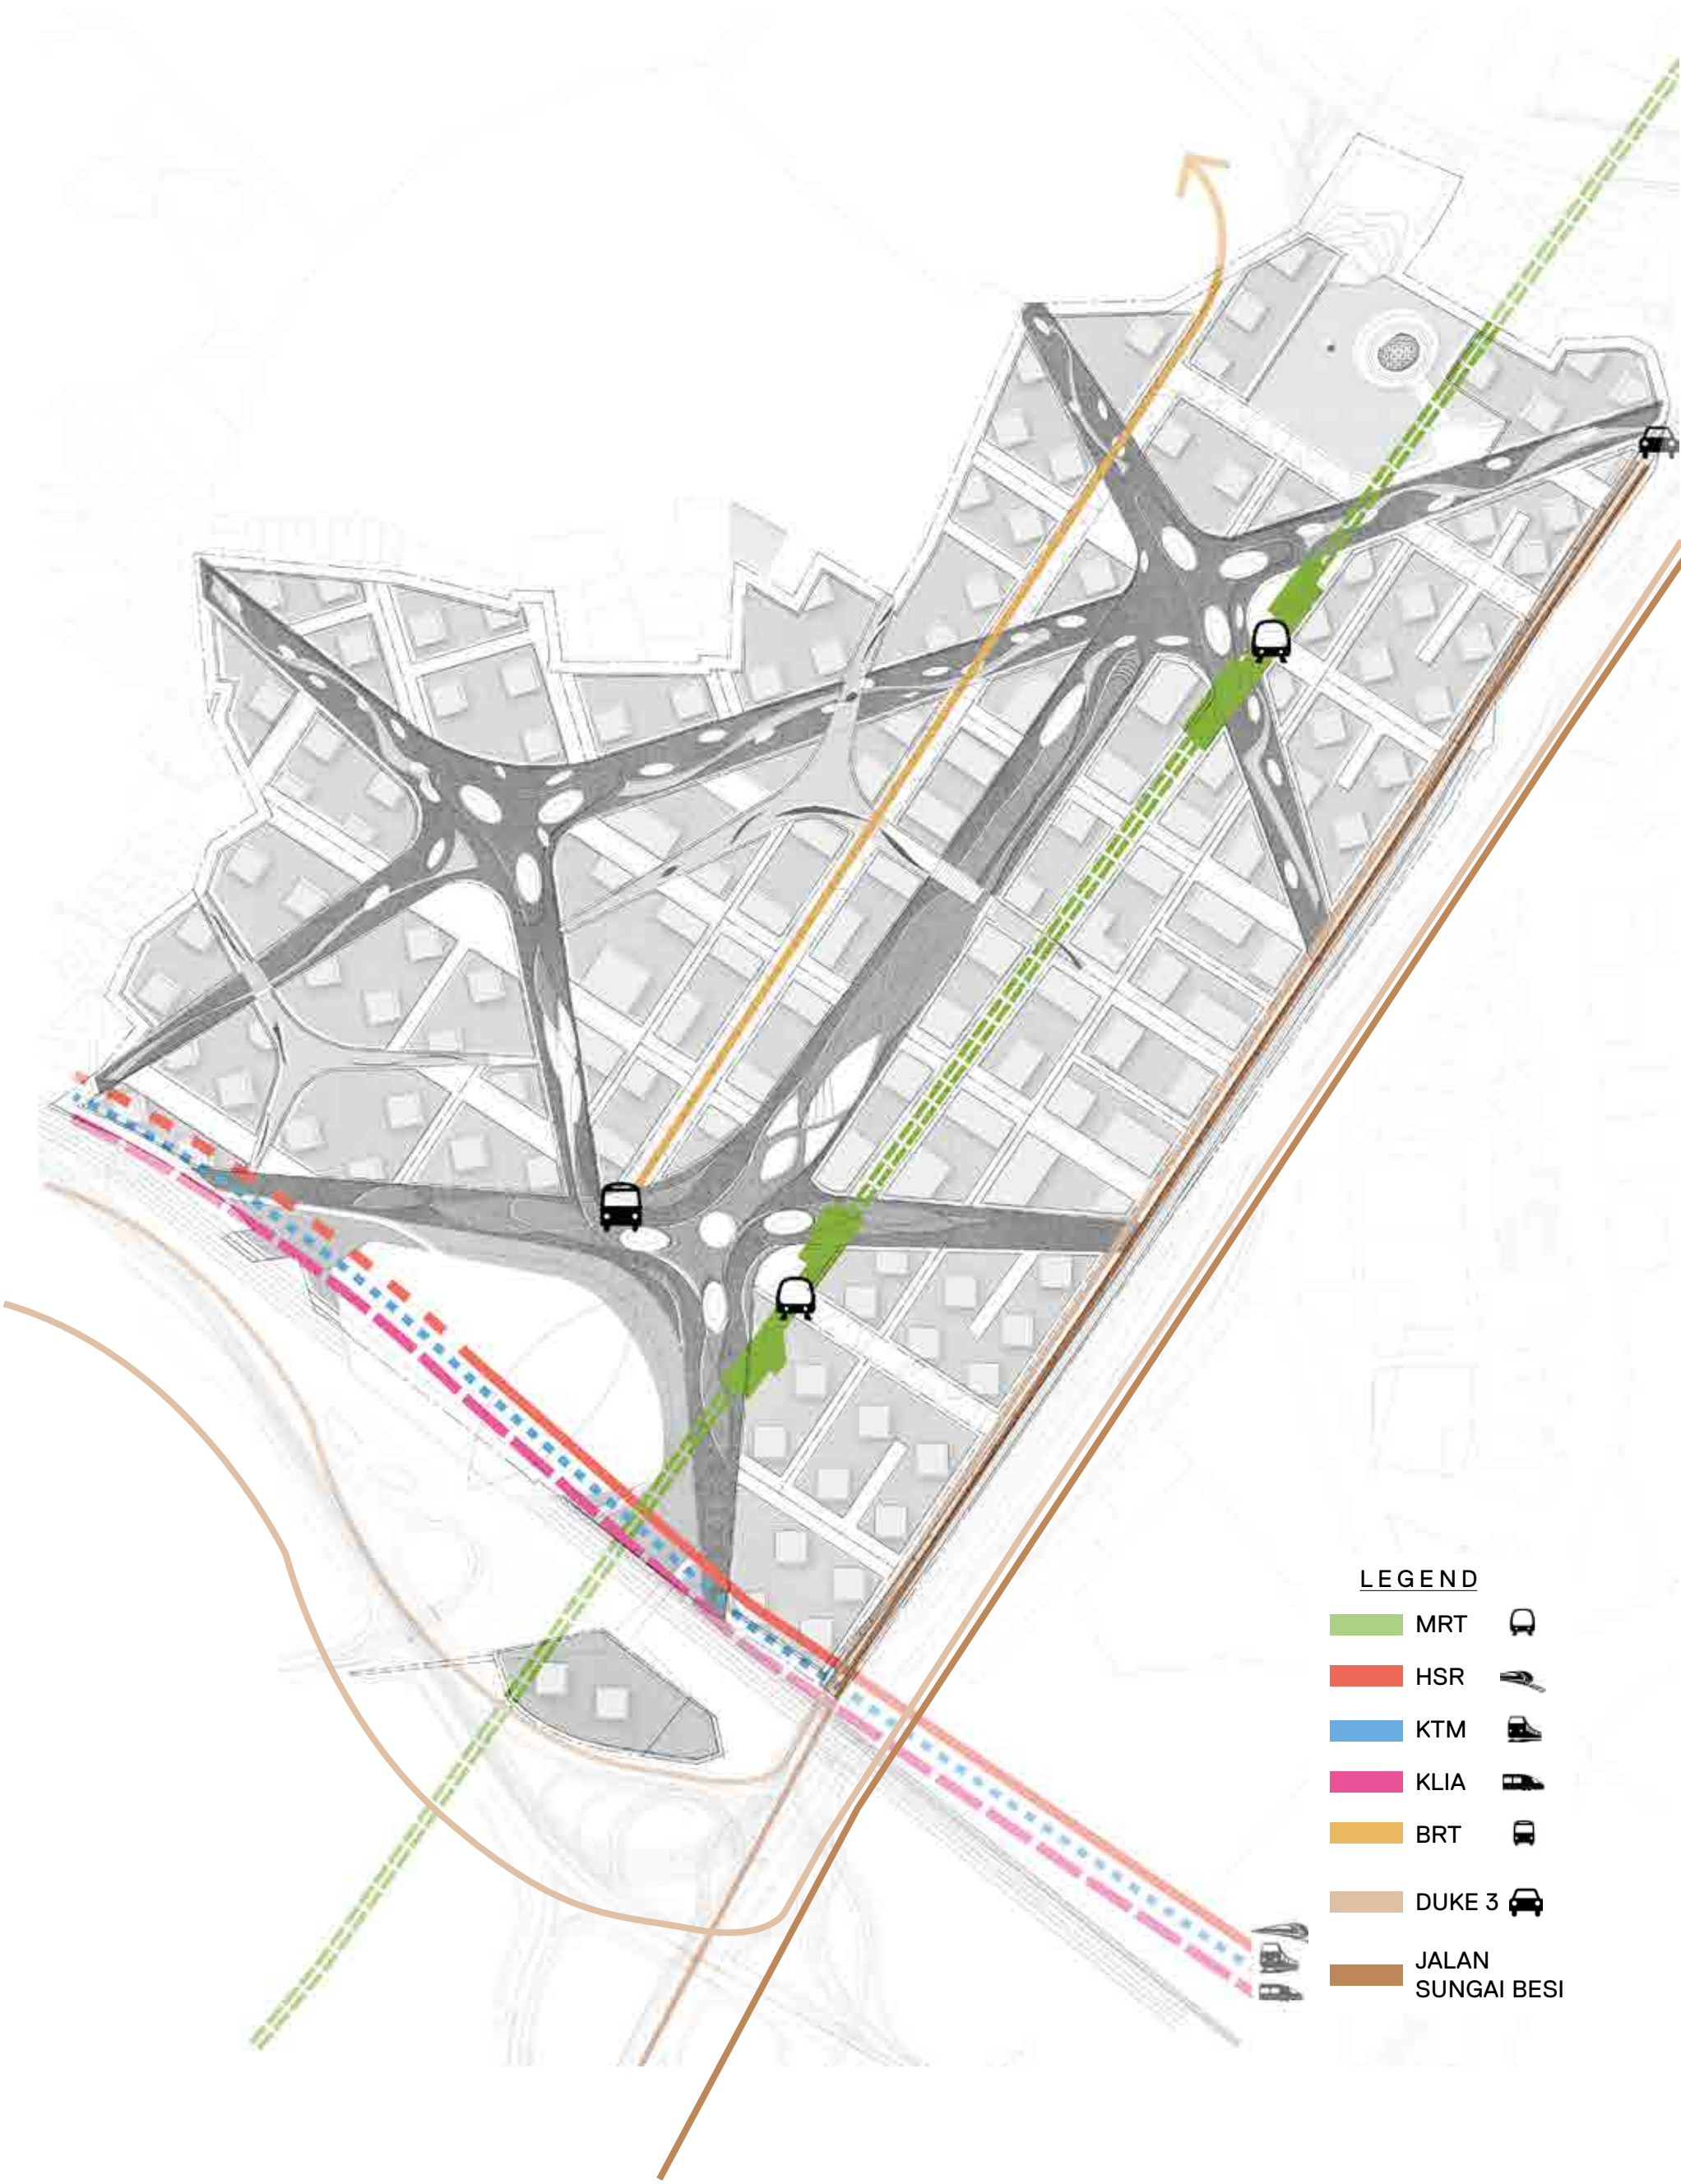 LEGEND
MRT
HSR
KTM
KLIA
BRT
DUKE 3
JALAN
SUNGAI BESI